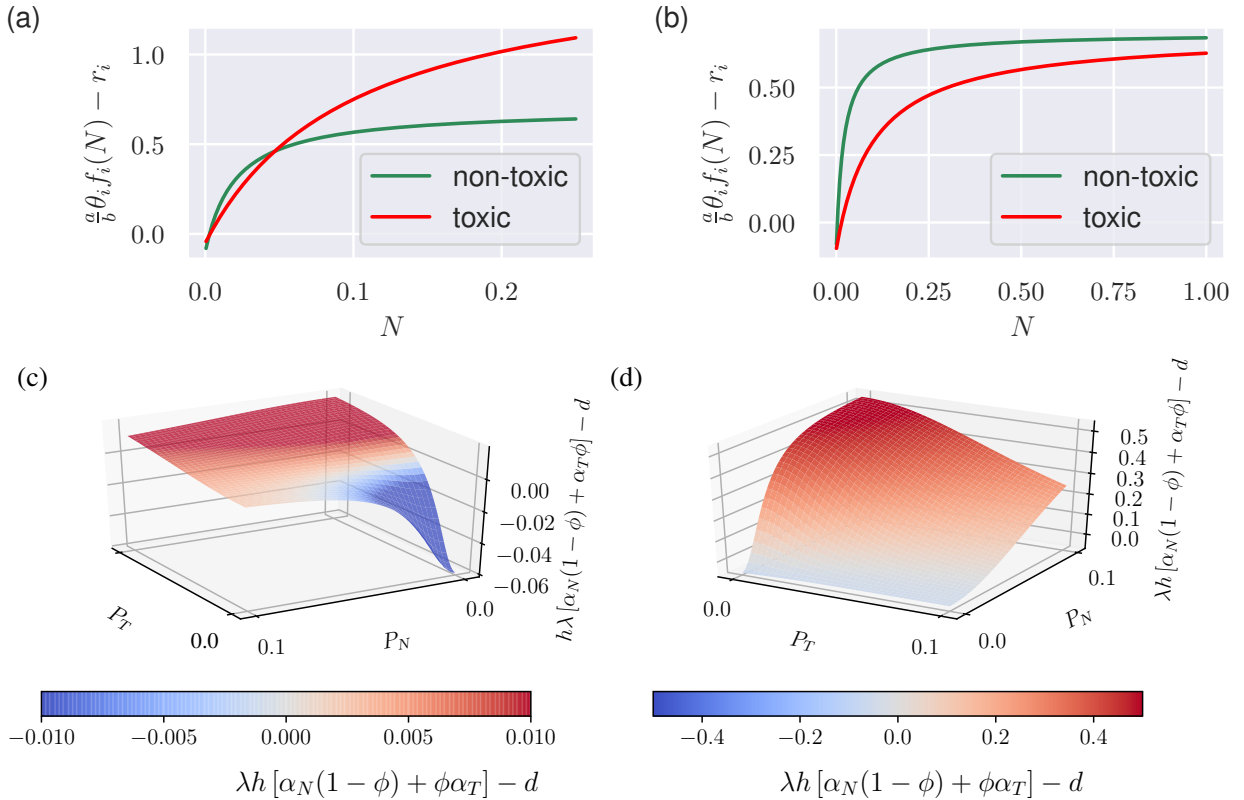 (a)
(b)
1.0
0.5
0.0
a/b θ_i f_i(N) − r_i
non-toxic
toxic
0.0 0.1 0.2
N
0.50
0.25
0.00
a/b θ_i f_i(N) − r_i
non-toxic
toxic
0.00 0.25 0.50 0.75 1.00
N
(c)
0.00
−0.02
−0.04
−0.06
hλ [α_N(1 − ϕ) + α_Tϕ] − d
P_T
0.0
0.1
P_N
0.0
(d)
0.5
0.4
0.3
0.2
0.1
0.0
λh [α_N(1 − ϕ) + α_Tϕ] − d
0.0
P_T
0.1
0.0
P_N
0.1
−0.010 −0.005 0.000 0.005 0.010
λh [α_N(1 − ϕ) + ϕα_T] − d
−0.4 −0.2 0.0 0.2 0.4
λh [α_N(1 − ϕ) + ϕα_T] − d